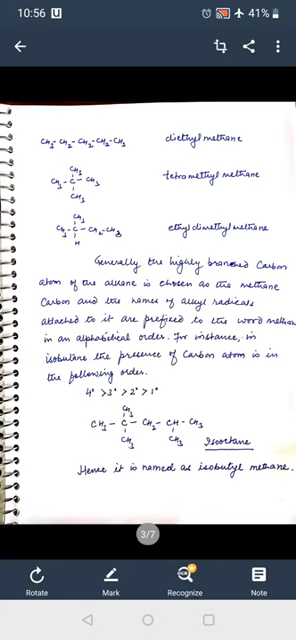 10:56 U 41%
CH3-CH2-CH2-CH2-CH3 diethyl methane
CH3
CH3-C-CH3 tetramethyl methane
CH3
CH3
CH3-C-CH2-CH3 ethyl dimethyl methane
H
Generally the highly branched Carbon
atom of the alkane is chosen as the methane
Carbon and the names of alkyl radicals
attached to it are prefixed to the word methane
in an alphabetical order. For instance, in
isobutane the presence of Carbon atom is in
the following order.
4° >3° > 2° > 1°
CH3
CH3 - C - CH2 - CH - CH3
CH3 CH3 Isooctane
Hence it is named as isobutyl methane.
3/7
Rotate Mark Recognize Note